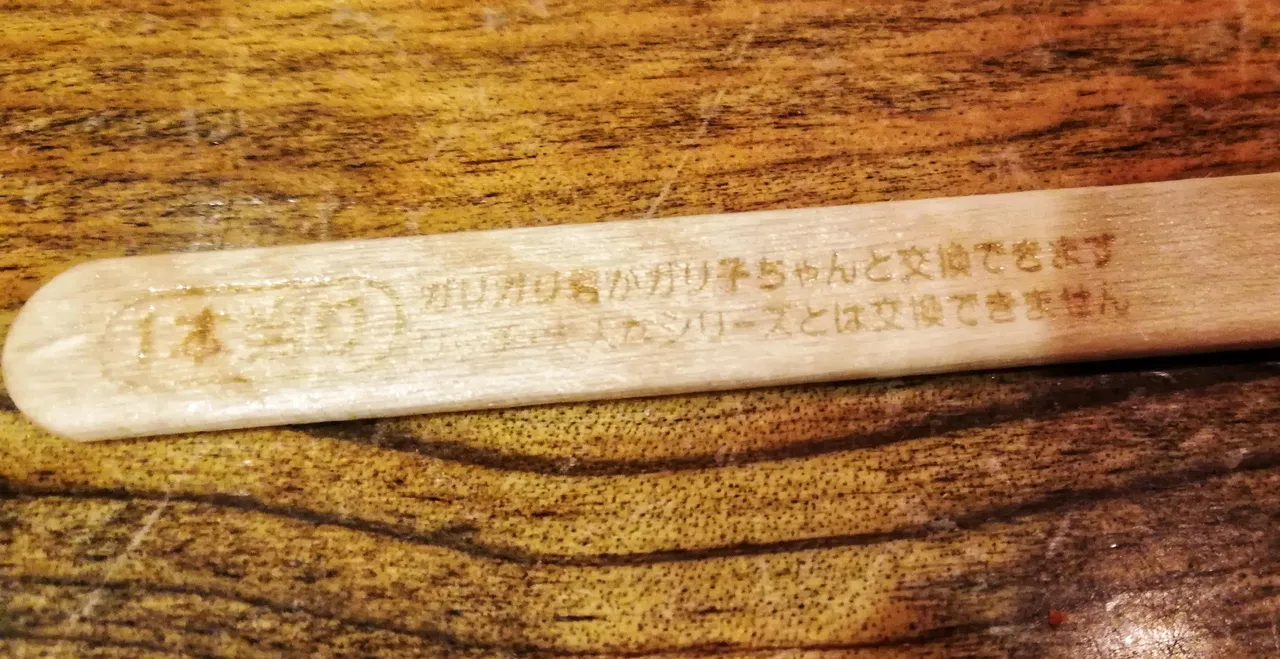 1本当り
ガリガリ君かガリ子ちゃんと交換できます
シリーズとは交換できません